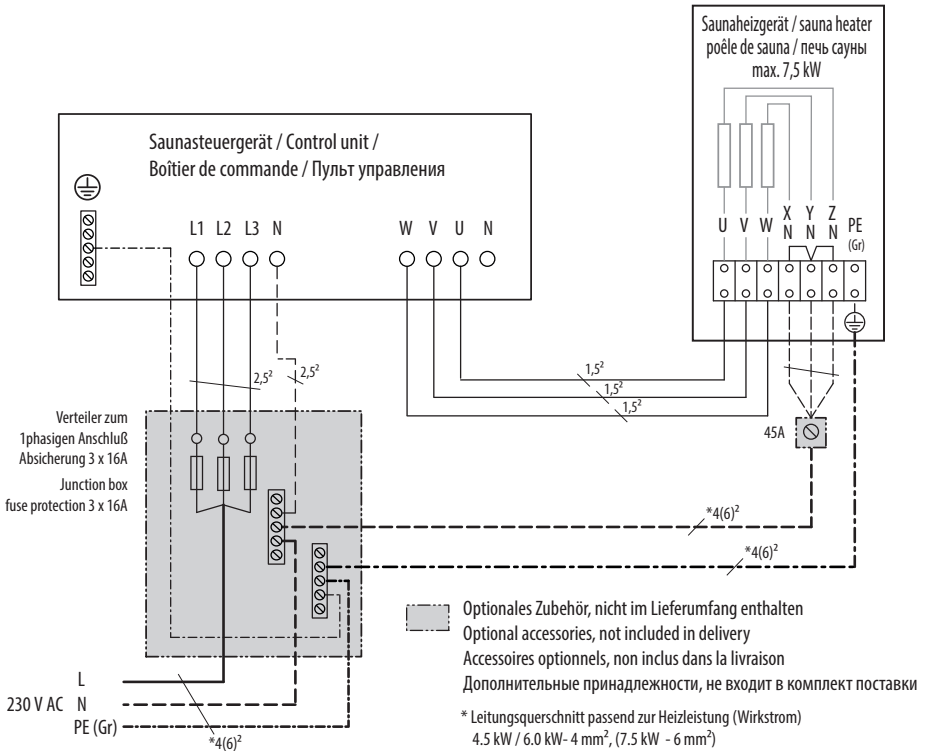 Saunaheizgerät / sauna heater
poêle de sauna / печь сауны
max. 7,5 kW
Saunasteuergerät / Control unit /
Boîtier de commande / Пульт управления
L1 L2 L3 N
W V U N
U V W X Y Z PE
N N N (Gr)
2,5²
2,5²
1,5²
1,5²
1,5²
Verteiler zum
1phasigen Anschluß
Absicherung 3 x 16A
Junction box
fuse protection 3 x 16A
45A
*4(6)²
*4(6)²
Optionales Zubehör, nicht im Lieferumfang enthalten
Optional accessories, not included in delivery
Accessoires optionnels, non inclus dans la livraison
Дополнительные принадлежности, не входит в комплект поставки
L
230 V AC N
PE (Gr)
*4(6)²
* Leitungsquerschnitt passend zur Heizleistung (Wirkstrom)
4.5 kW / 6.0 kW- 4 mm², (7.5 kW - 6 mm²)